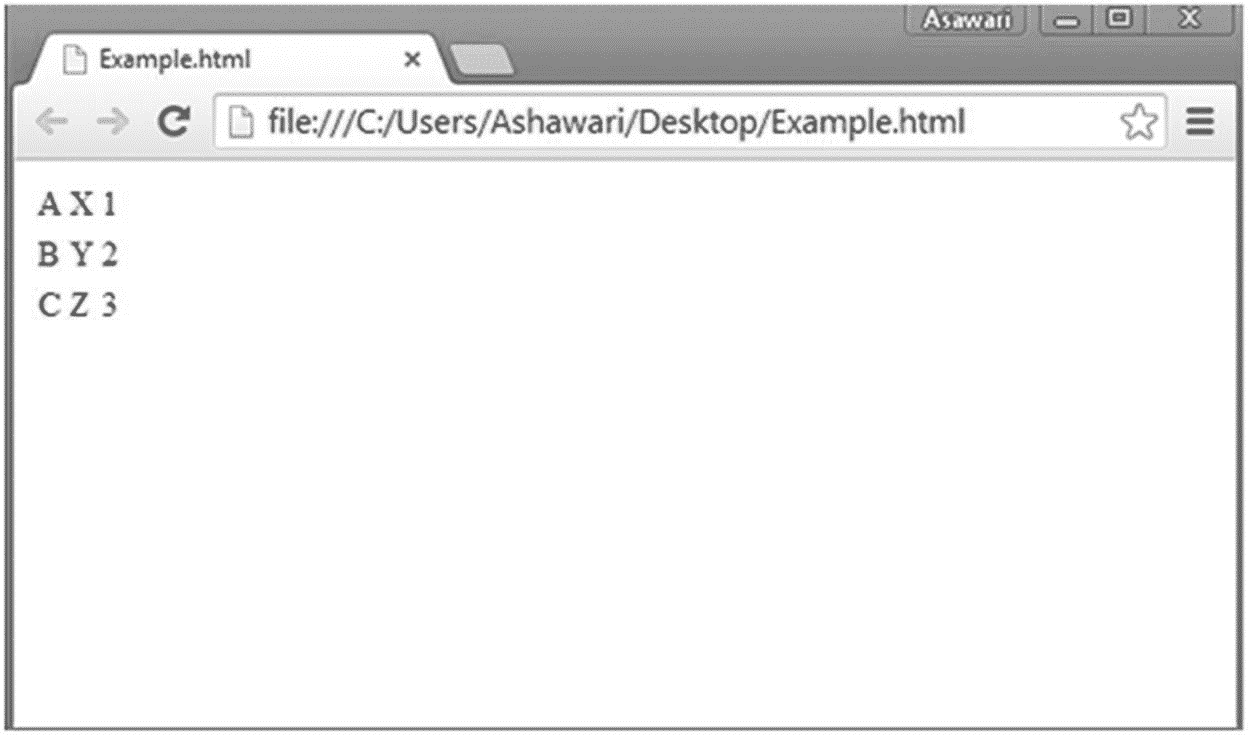 Asawari
Example.html
file:///C:/Users/Ashawari/Desktop/Example.html
A X 1
B Y 2
C Z 3